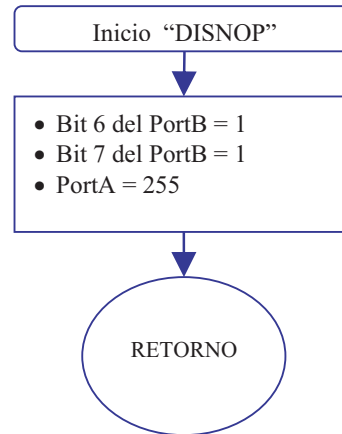 Inicio “DISNOP”
• Bit 6 del PortB = 1
• Bit 7 del PortB = 1
• PortA = 255
RETORNO